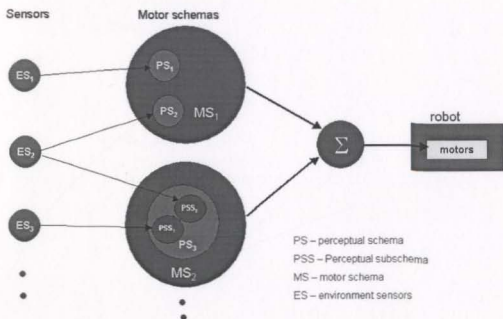 Sensors
Motor schemas
ES1
PS1
PS2
MS1
ES2
Σ
robot
motors
PSS2
PSS1
PS3
ES3
MS2
PS – perceptual schema
PSS – Perceptual subschema
MS – motor schema
ES – environment sensors